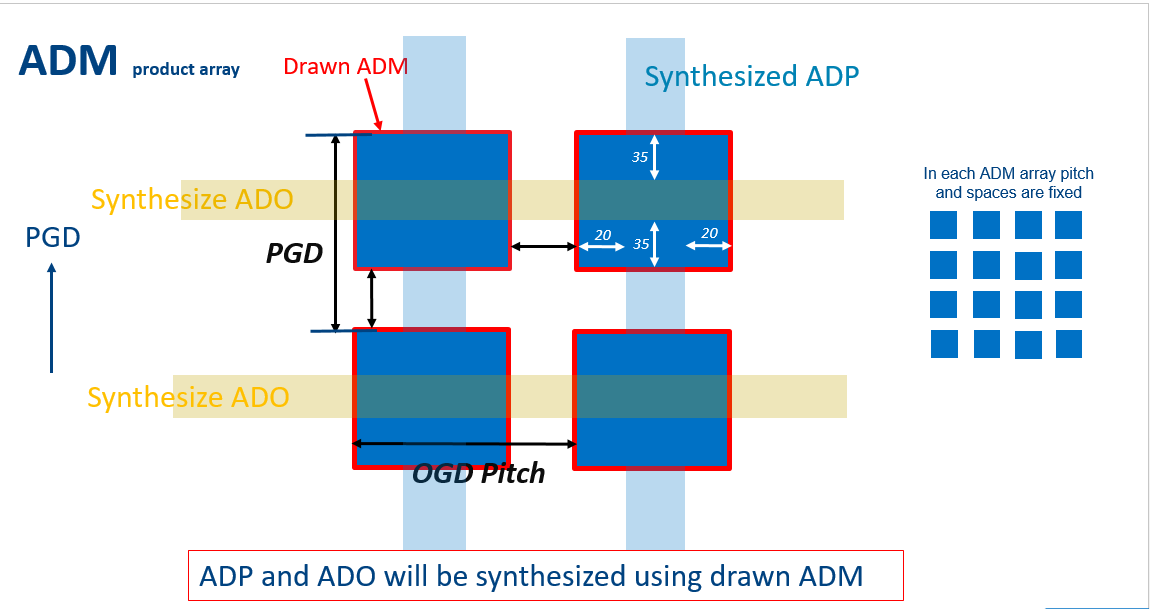 ADM product array
Drawn ADM
Synthesized ADP
35
In each ADM array pitch
and spaces are fixed
Synthesize ADO
PGD
PGD
20
35
20
Synthesize ADO
OGD Pitch
ADP and ADO will be synthesized using drawn ADM